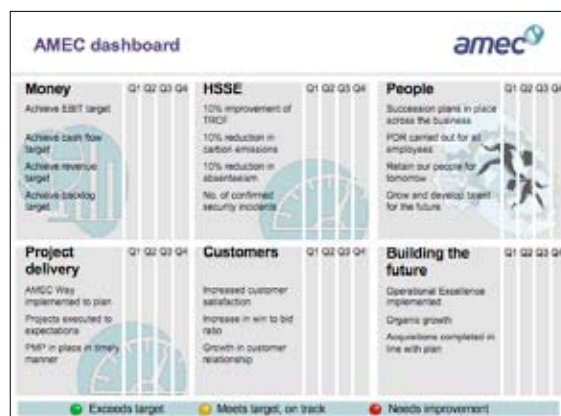 AMEC dashboard
amec
Money
Q1 Q2 Q3 Q4
Achieve EBIT target
Achieve cash flow
target
Achieve revenue
target
Achieve backlog
target
HSSE
Q1 Q2 Q3 Q4
10% improvement of
TRCF
10% reduction in
carbon emissions
10% reduction in
absenteeism
No. of confirmed
security incidents
People
Q1 Q2 Q3 Q4
Succession plans in place
across the business
PDR carried out for all
employees
Retain our people for
tomorrow
Grow and develop talent
for the future
Project
delivery
Q1 Q2 Q3 Q4
AMEC Way
implemented to plan
Projects executed to
expectations
PMP in place in timely
manner
Customers
Q1 Q2 Q3 Q4
Increased customer
satisfaction
Increase in win to bid
ratio
Growth in customer
relationship
Building the
future
Q1 Q2 Q3 Q4
Operational Excellence
implemented
Organic growth
Acquisitions completed in
line with plan
Exceeds target
Meets target, on track
Needs improvement